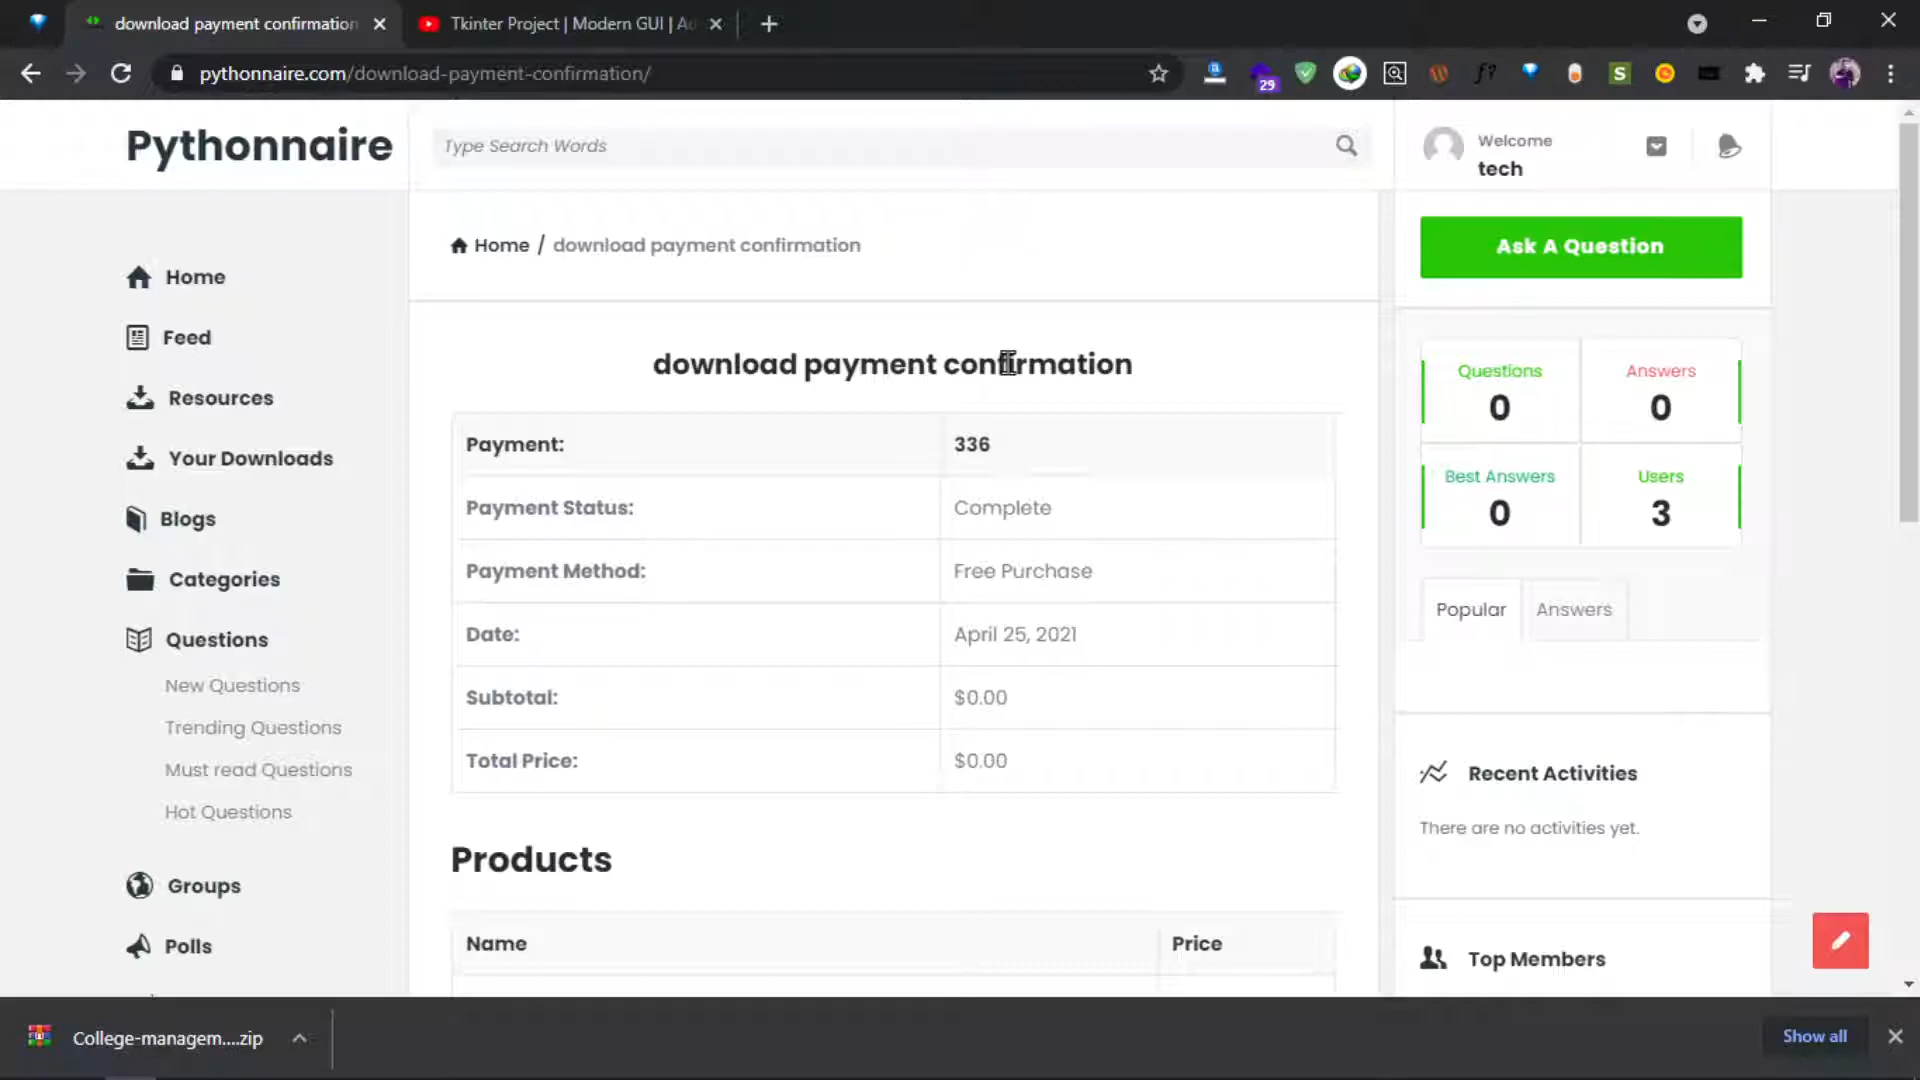 download payment confirmation
Tkinter Project | Modern GUI | Ad
pythonnaire.com/download-payment-confirmation/
29
f?
S
Pythonnaire
Type Search Words
Welcome
tech
Home / download payment confirmation
Ask A Question
Home
Feed
Resources
Your Downloads
Blogs
Categories
Questions
New Questions
Trending Questions
Must read Questions
Hot Questions
Groups
Polls
download payment confirmation
Payment: 336
Payment Status: Complete
Payment Method: Free Purchase
Date: April 25, 2021
Subtotal: $0.00
Total Price: $0.00
Products
Name Price
Questions
0
Answers
0
Best Answers
0
Users
3
Popular Answers
Recent Activities
There are no activities yet.
Top Members
College-managem....zip
Show all